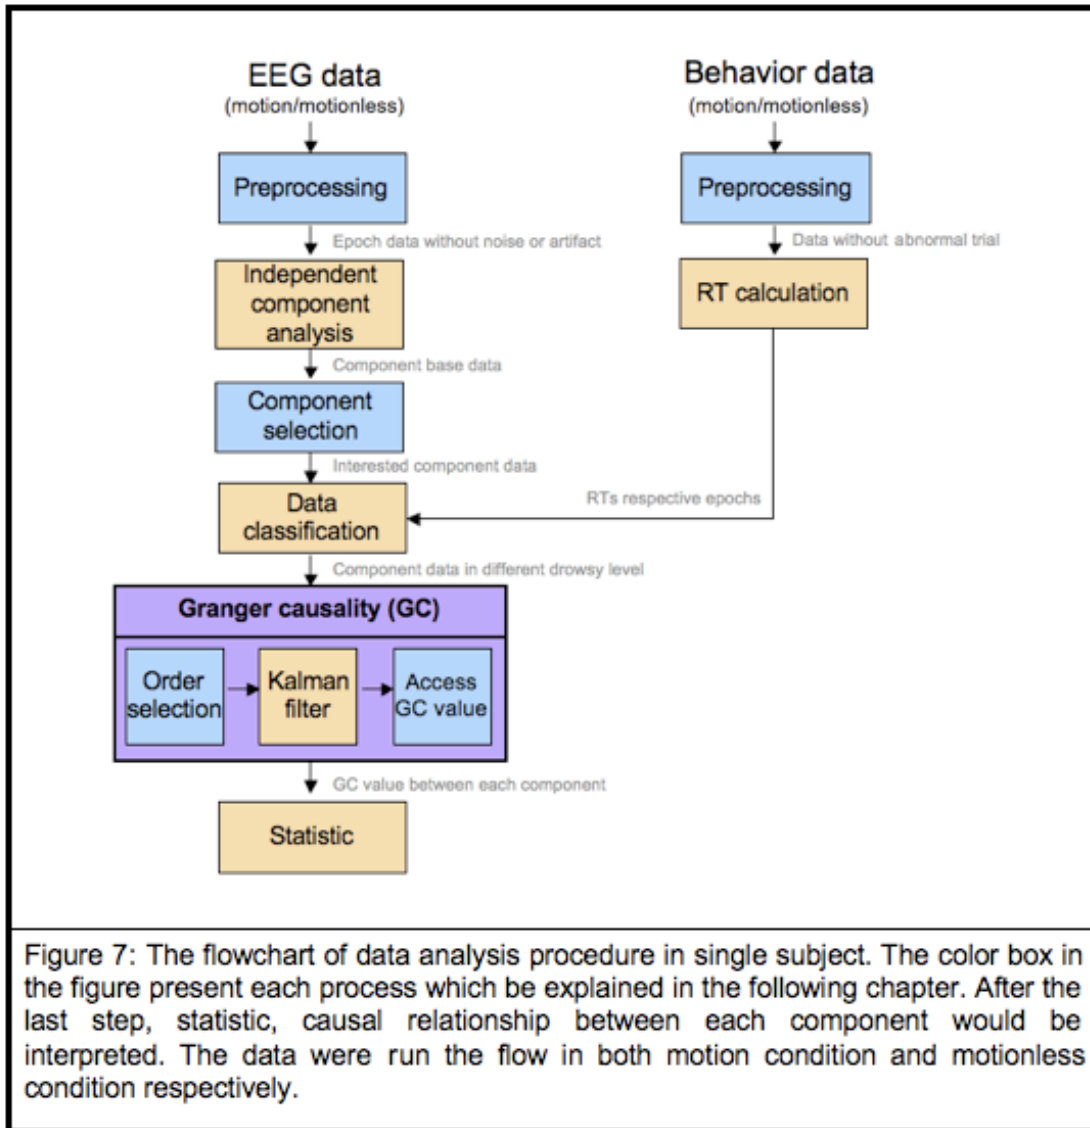 EEG data
(motion/motionless)
Preprocessing
Epoch data without noise or artifact
Independent
component
analysis
Component base data
Component
selection
Interested component data
Data
classification
Component data in different drowsy level
Behavior data
(motion/motionless)
Preprocessing
Data without abnormal trial
RT calculation
RTs respective epochs
Granger causality (GC)
Order
selection
Kalman
filter
Access
GC value
GC value between each component
Statistic
Figure 7: The flowchart of data analysis procedure in single subject. The color box in
the figure present each process which be explained in the following chapter. After the
last step, statistic, causal relationship between each component would be
interpreted. The data were run the flow in both motion condition and motionless
condition respectively.